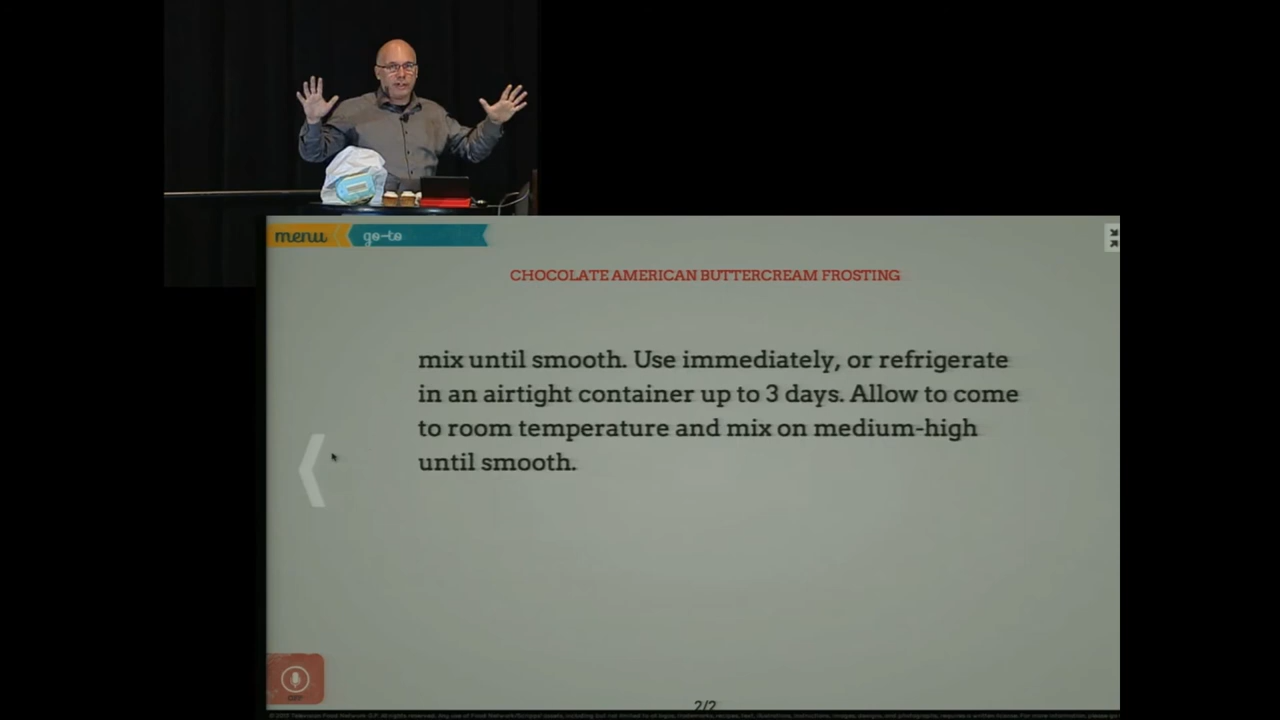 menu
go-to
CHOCOLATE AMERICAN BUTTERCREAM FROSTING
mix until smooth. Use immediately, or refrigerate
in an airtight container up to 3 days. Allow to come
to room temperature and mix on medium-high
until smooth.
OFF
2/2